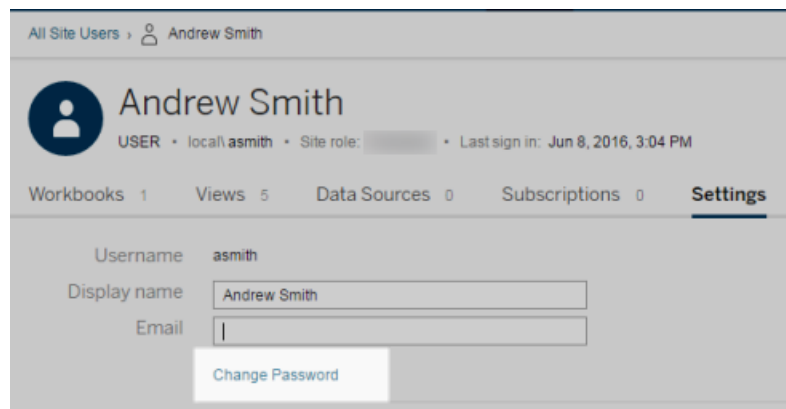 All Site Users › Andrew Smith
Andrew Smith
USER • local\ asmith • Site role: • Last sign in: Jun 8, 2016, 3:04 PM
Workbooks 1 Views 5 Data Sources 0 Subscriptions 0 Settings
Username asmith
Display name Andrew Smith
Email
Change Password